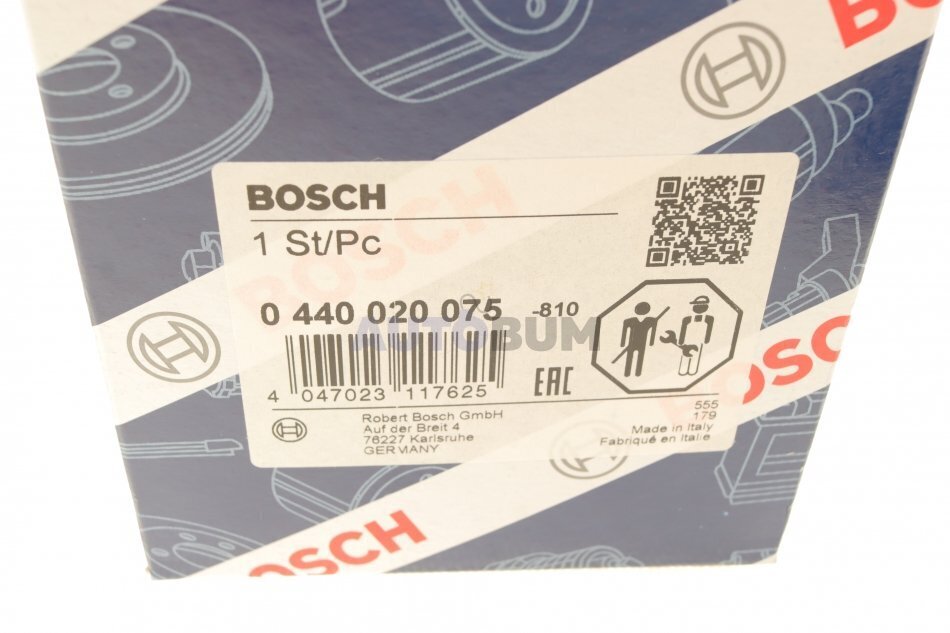 BOSCH
BOSCH
BOSCH
1 St/Pc
0 440 020 075 -810
AUTOBUM
4 047023 117625
EAC
Robert Bosch GmbH
Auf der Breit 4
76227 Karlsruhe
GERMANY
555
179
Made in Italy
Fabriqué en Italie
BOSCH
BOSCH